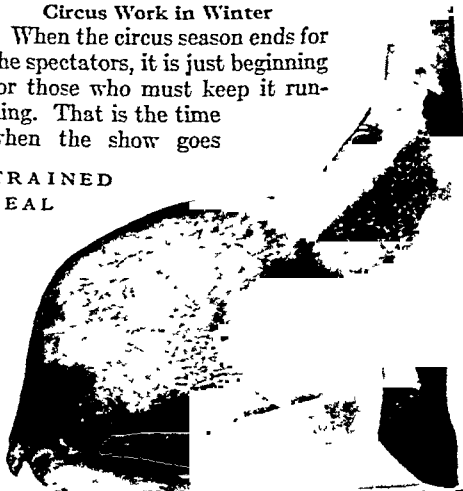 Circus Work in Winter
When the circus season ends for
he spectators, it is just beginning
or those who must keep it run-
ing. That is the time
hen the show goes
TRAINED
EAL